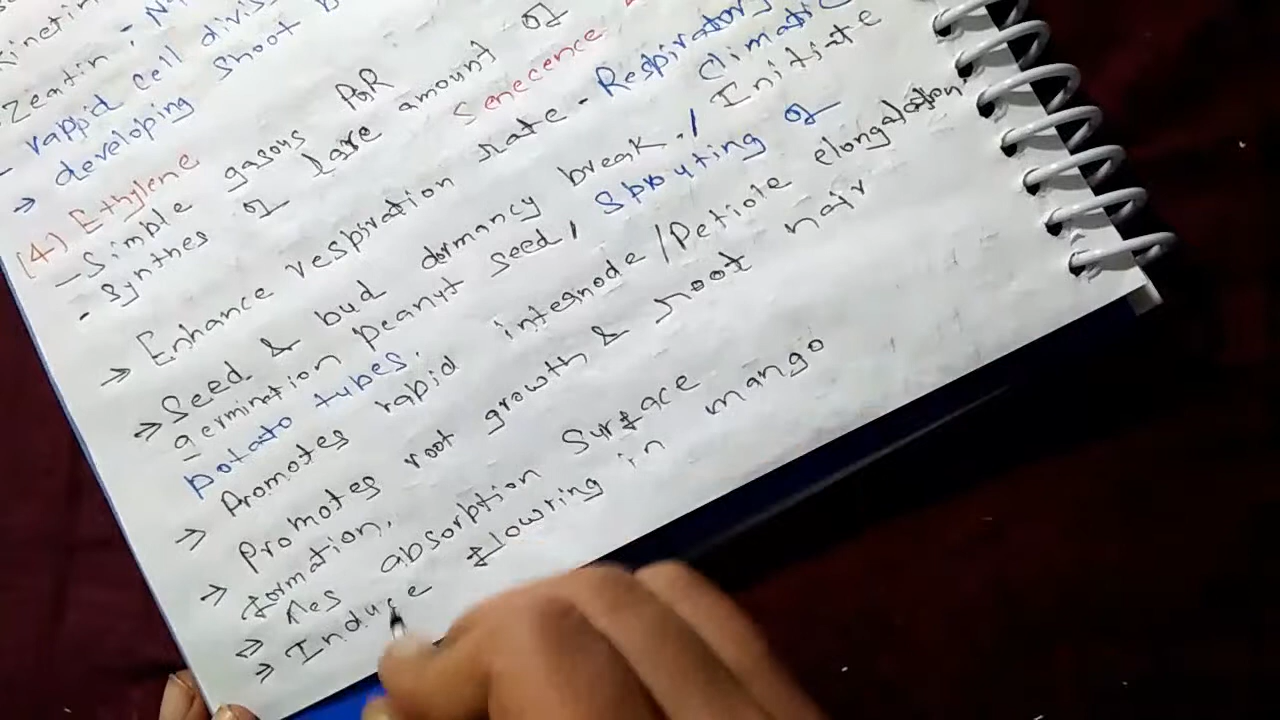 Zeatin
rappid cell divis
→ developing shoot
(4) Ethylene
- Simple gasous PGR
. Synthes of lare amount of Senecence
→ Enhance respiration rate - Respiratory climatic
→ Seed & bud dormancy break. / Initiate
germination peanut seed, Sprouting of
potato tubes.
→ Promotes rapid internode / Petiole elongation.
→ Promotes root growth & root hair
formation.
→ ↑es absorption surface
→ Induse flowring in mango